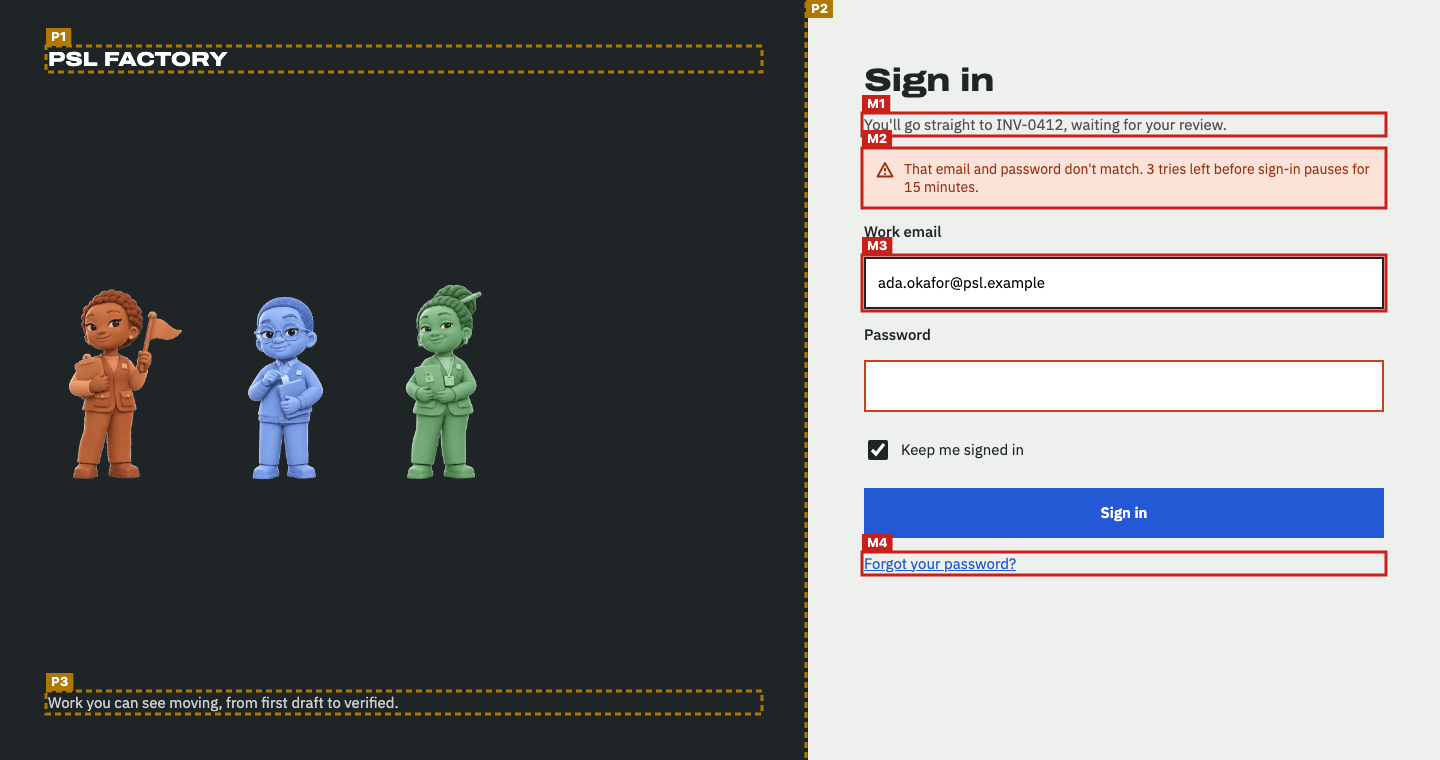 P1
PSL FACTORY
P3
Work you can see moving, from first draft to verified.
P2
Sign in
M1
You'll go straight to INV-0412, waiting for your review.
M2
That email and password don't match. 3 tries left before sign-in pauses for
15 minutes.
Work email
M3
ada.okafor@psl.example
Password
Keep me signed in
Sign in
M4
Forgot your password?